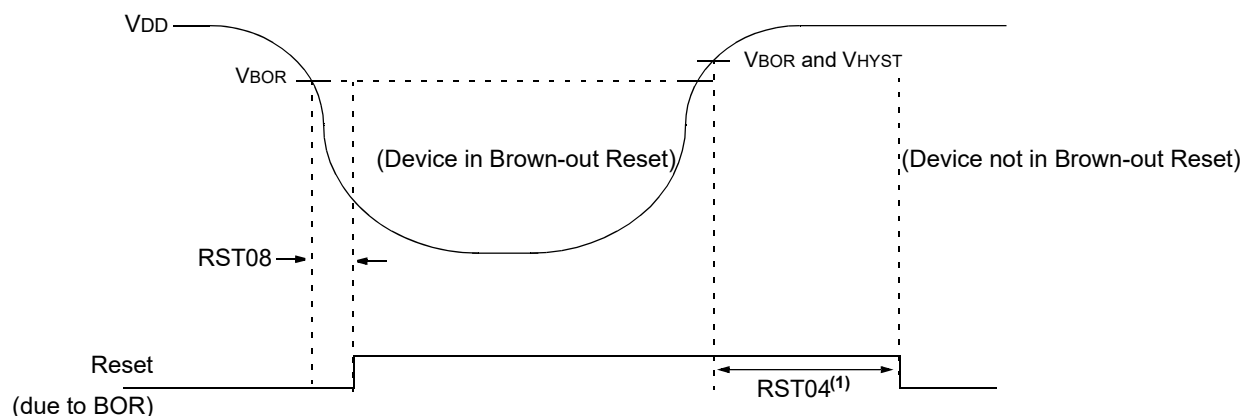 VDD
VBOR and VHYST
VBOR
(Device in Brown-out Reset)
(Device not in Brown-out Reset)
RST08
Reset
(due to BOR)
RST04(1)